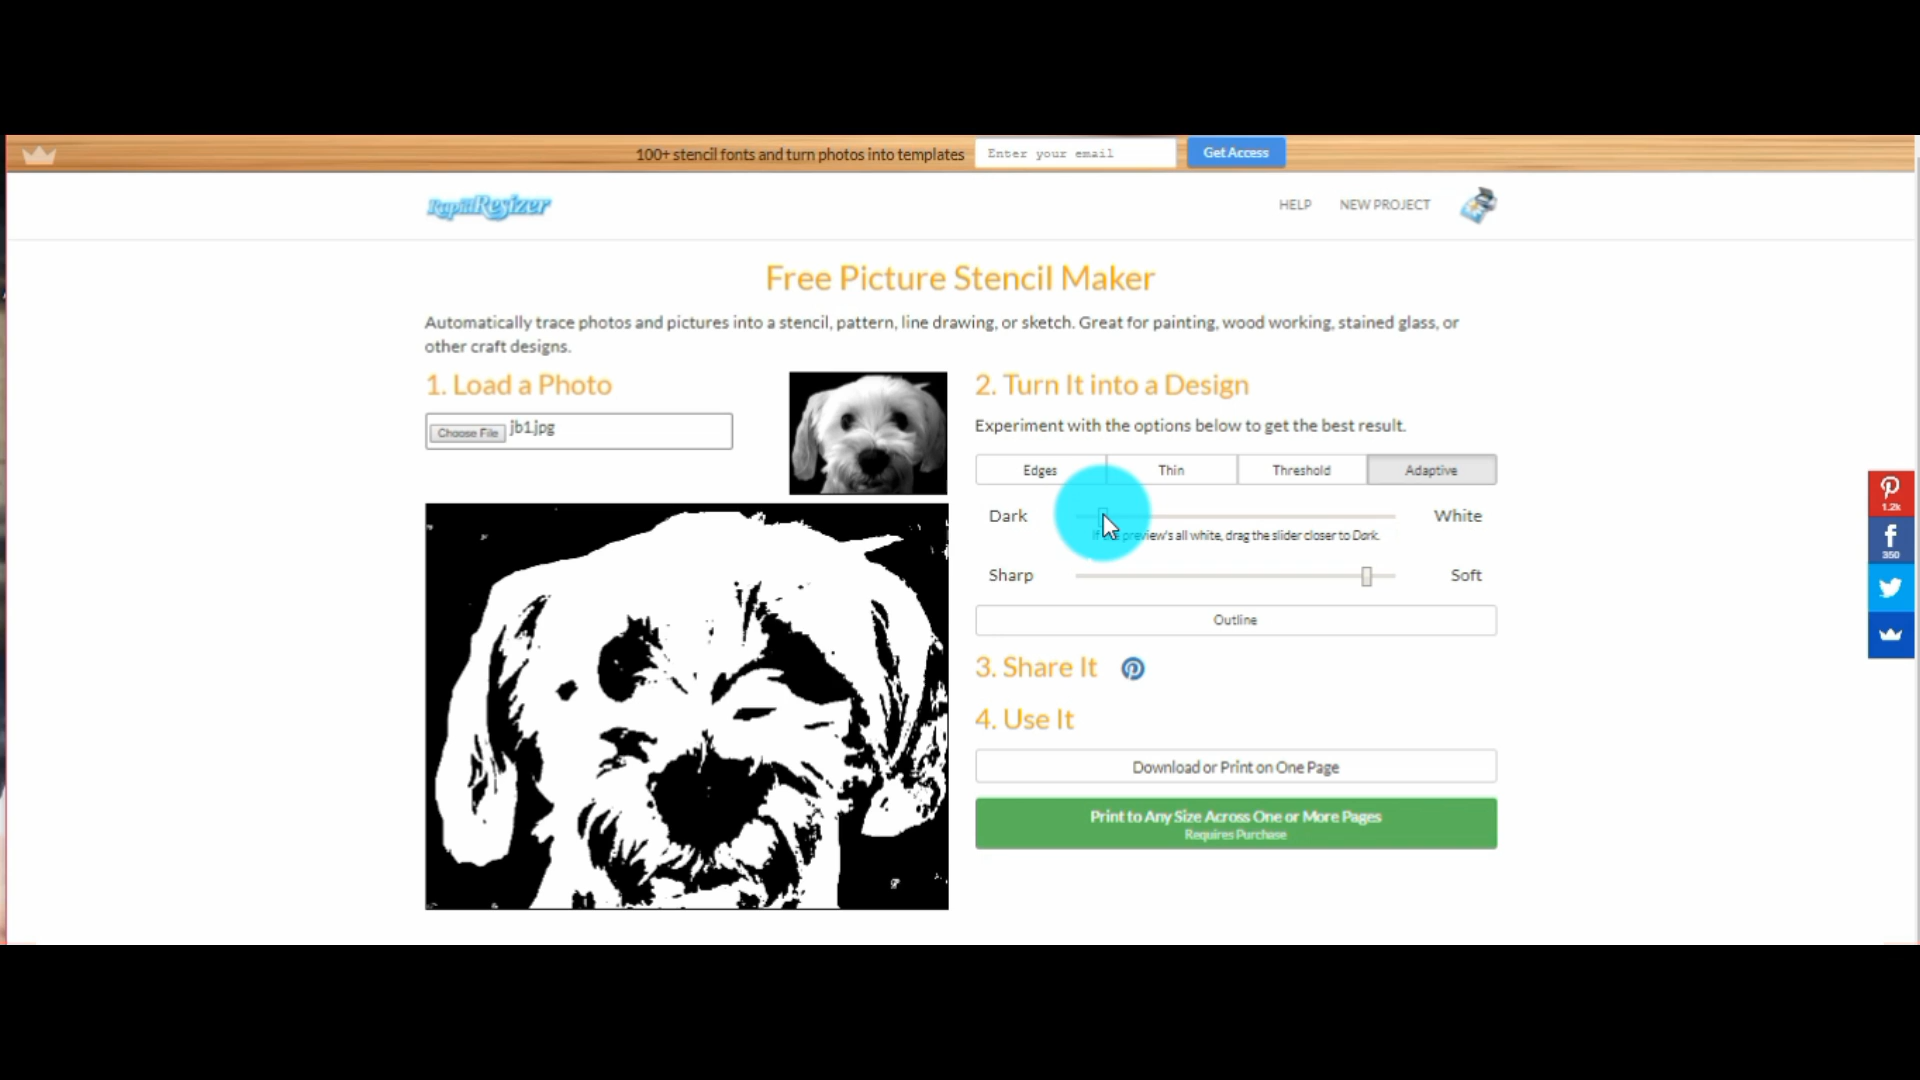 100+ stencil fonts and turn photos into templates
Enter your email
Get Access
RapidResizer
HELP
NEW PROJECT
Free Picture Stencil Maker
Automatically trace photos and pictures into a stencil, pattern, line drawing, or sketch. Great for painting, wood working, stained glass, or
other craft designs.
1. Load a Photo
Choose File jb1.jpg
2. Turn It into a Design
Experiment with the options below to get the best result.
Edges
Thin
Threshold
Adaptive
Dark
White
If preview's all white, drag the slider closer to Dark.
Sharp
Soft
Outline
3. Share It
4. Use It
Download or Print on One Page
Print to Any Size Across One or More Pages
Requires Purchase
1.2k
350